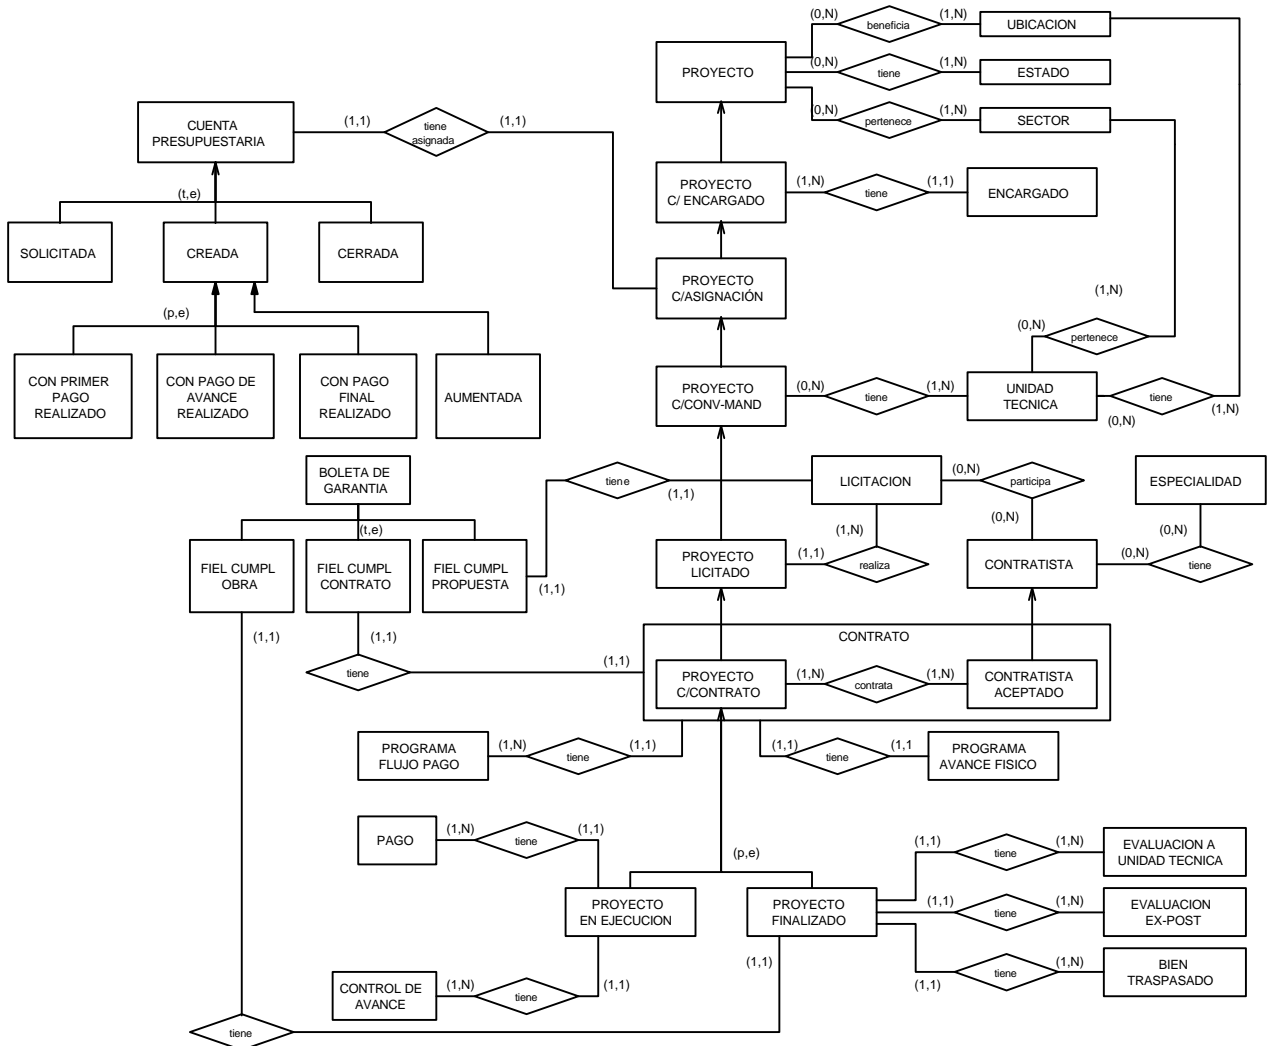 (0,N)
beneficia
(1,N)
UBICACION
PROYECTO
(0,N)
tiene
(1,N)
ESTADO
(0,N)
pertenece
(1,N)
SECTOR
CUENTA
PRESUPUESTARIA
(1,1)
tiene
asignada
(1,1)
PROYECTO
C/ ENCARGADO
(1,N)
tiene
(1,1)
ENCARGADO
(t,e)
SOLICITADA
CREADA
CERRADA
PROYECTO
C/ASIGNACIÓN
(1,N)
(0,N)
pertenece
(p,e)
CON PRIMER
PAGO
REALIZADO
CON PAGO DE
AVANCE
REALIZADO
CON PAGO
FINAL
REALIZADO
AUMENTADA
PROYECTO
C/CONV-MAND
(0,N)
tiene
(1,N)
UNIDAD
TECNICA
tiene
(0,N)
(1,N)
BOLETA DE
GARANTIA
tiene
(1,1)
LICITACION
(0,N)
participa
ESPECIALIDAD
(t,e)
(1,N)
(0,N)
(0,N)
FIEL CUMPL
OBRA
FIEL CUMPL
CONTRATO
FIEL CUMPL
PROPUESTA
(1,1)
PROYECTO
LICITADO
(1,1)
realiza
CONTRATISTA
(0,N)
tiene
(1,1)
(1,1)
CONTRATO
tiene
(1,1)
PROYECTO
C/CONTRATO
(1,N)
contrata
(1,N)
CONTRATISTA
ACEPTADO
PROGRAMA
FLUJO PAGO
(1,N)
tiene
(1,1)
(1,1)
tiene
(1,1
PROGRAMA
AVANCE FISICO
PAGO
(1,N)
tiene
(1,1)
(p,e)
(1,1)
tiene
(1,N)
EVALUACION A
UNIDAD TECNICA
PROYECTO
EN EJECUCION
PROYECTO
FINALIZADO
(1,1)
tiene
(1,N)
EVALUACION
EX-POST
(1,1)
CONTROL DE
AVANCE
(1,N)
tiene
(1,1)
(1,1)
tiene
(1,N)
BIEN
TRASPASADO
tiene